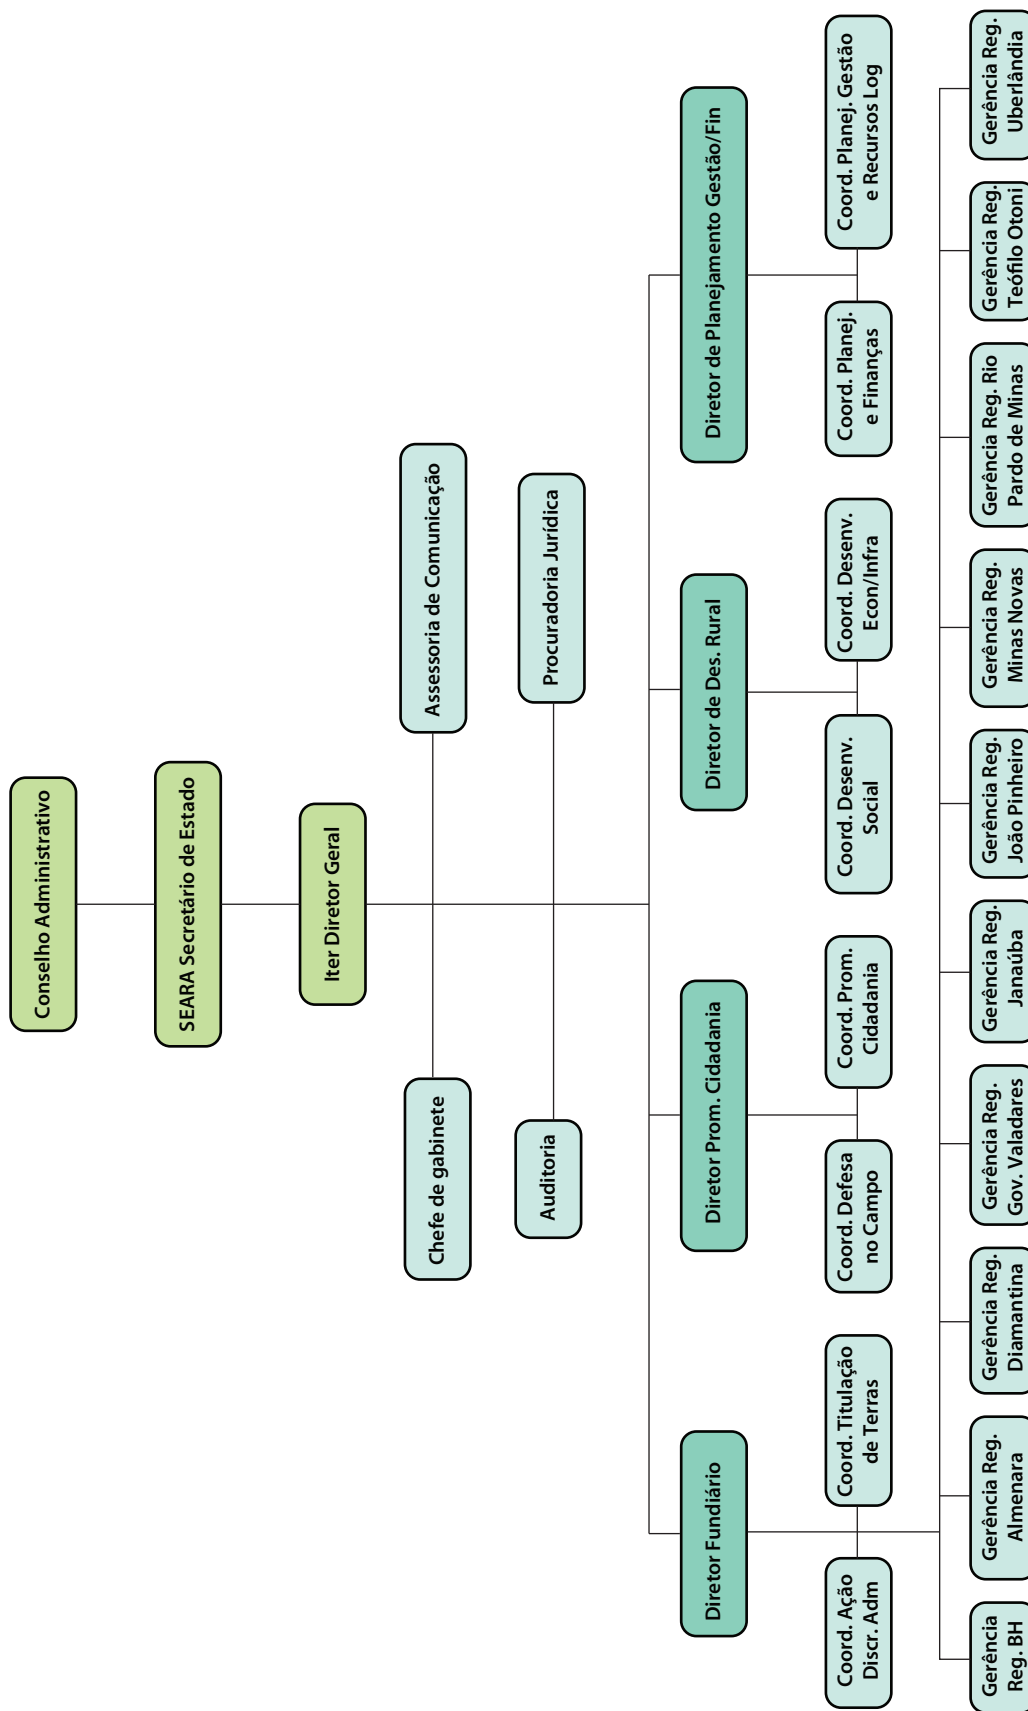 Conselho Administrativo
SEARA Secretário de Estado
Iter Diretor Geral
Chefe de gabinete
Assessoria de Comunicação
Auditoria
Procuradoria Jurídica
Diretor Fundiário
Diretor Prom. Cidadania
Diretor de Des. Rural
Diretor de Planejamento Gestão/Fin
Coord. Ação
Discr. Adm
Coord. Titulação
de Terras
Coord. Defesa
no Campo
Coord. Prom.
Cidadania
Coord. Desenv.
Social
Coord. Desenv.
Econ/Infra
Coord. Planej.
e Finanças
Coord. Planej. Gestão
e Recursos Log
Gerência
Reg. BH
Gerência Reg.
Almenara
Gerência Reg.
Diamantina
Gerência Reg.
Gov. Valadares
Gerência Reg.
Janaúba
Gerência Reg.
João Pinheiro
Gerência Reg.
Minas Novas
Gerência Reg. Rio
Pardo de Minas
Gerência Reg.
Teófilo Otoni
Gerência Reg.
Uberlândia